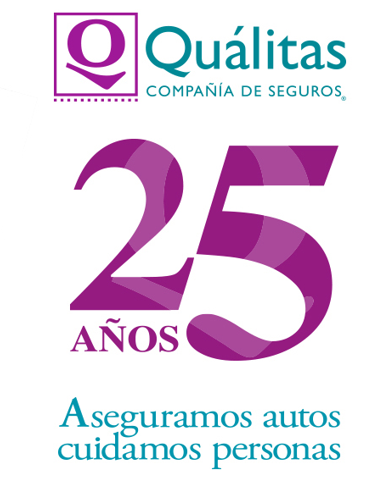 Q Quálitas
COMPAÑÍA DE SEGUROS®
25
AÑOS
Aseguramos autos
cuidamos personas